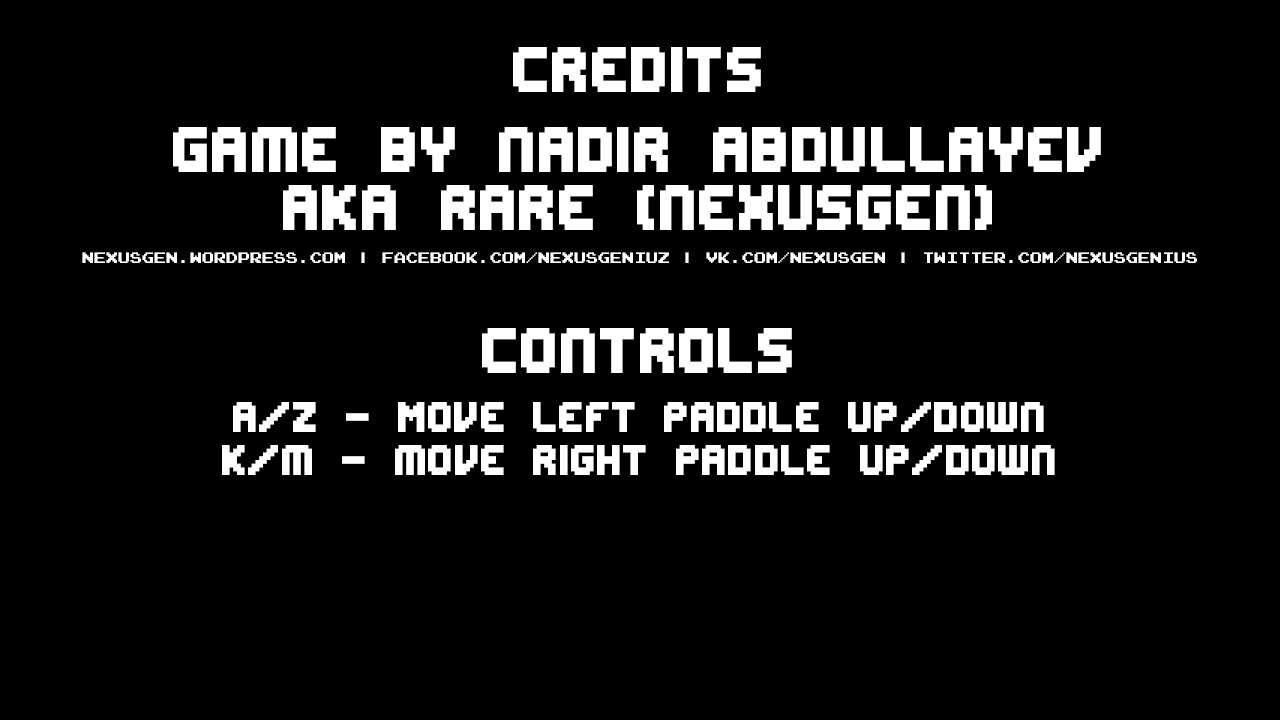 CREDITS
GAME BY NADIR ABDULLAYEV
AKA RARE (NEXUSGEN)
NEXUSGEN.WORDPRESS.COM | FACEBOOK.COM/NEXUSGENIUZ | VK.COM/NEXUSGEN | TWITTER.COM/NEXUSGENIUS
CONTROLS
A/Z - MOVE LEFT PADDLE UP/DOWN
K/M - MOVE RIGHT PADDLE UP/DOWN